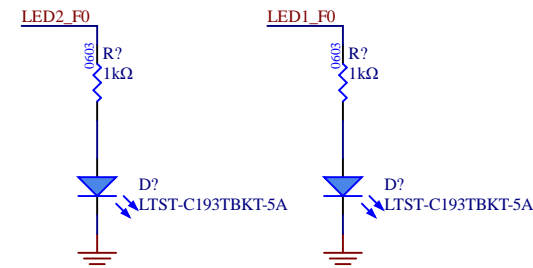 LED2_F0
0603
R?
1kΩ
D?
LTST-C193TBKT-5A
LED1_F0
0603
R?
1kΩ
D?
LTST-C193TBKT-5A